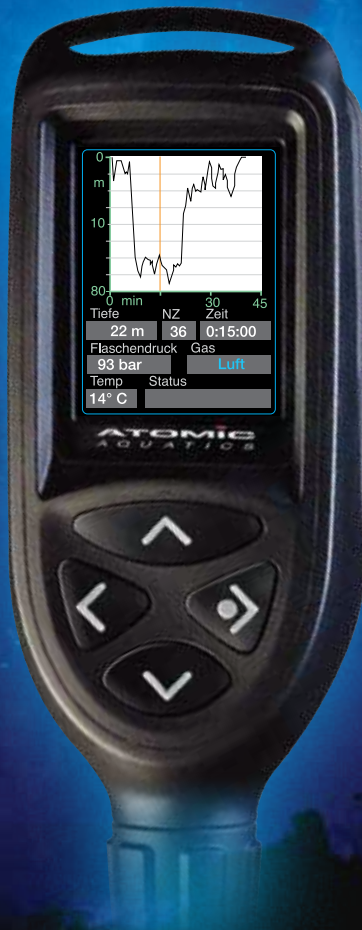 0
m
10
80
0 min 30 45
Tiefe NZ Zeit
22 m 36 0:15:00
Flaschendruck Gas
93 bar Luft
Temp Status
14° C
ATOMIC
AQUATICS